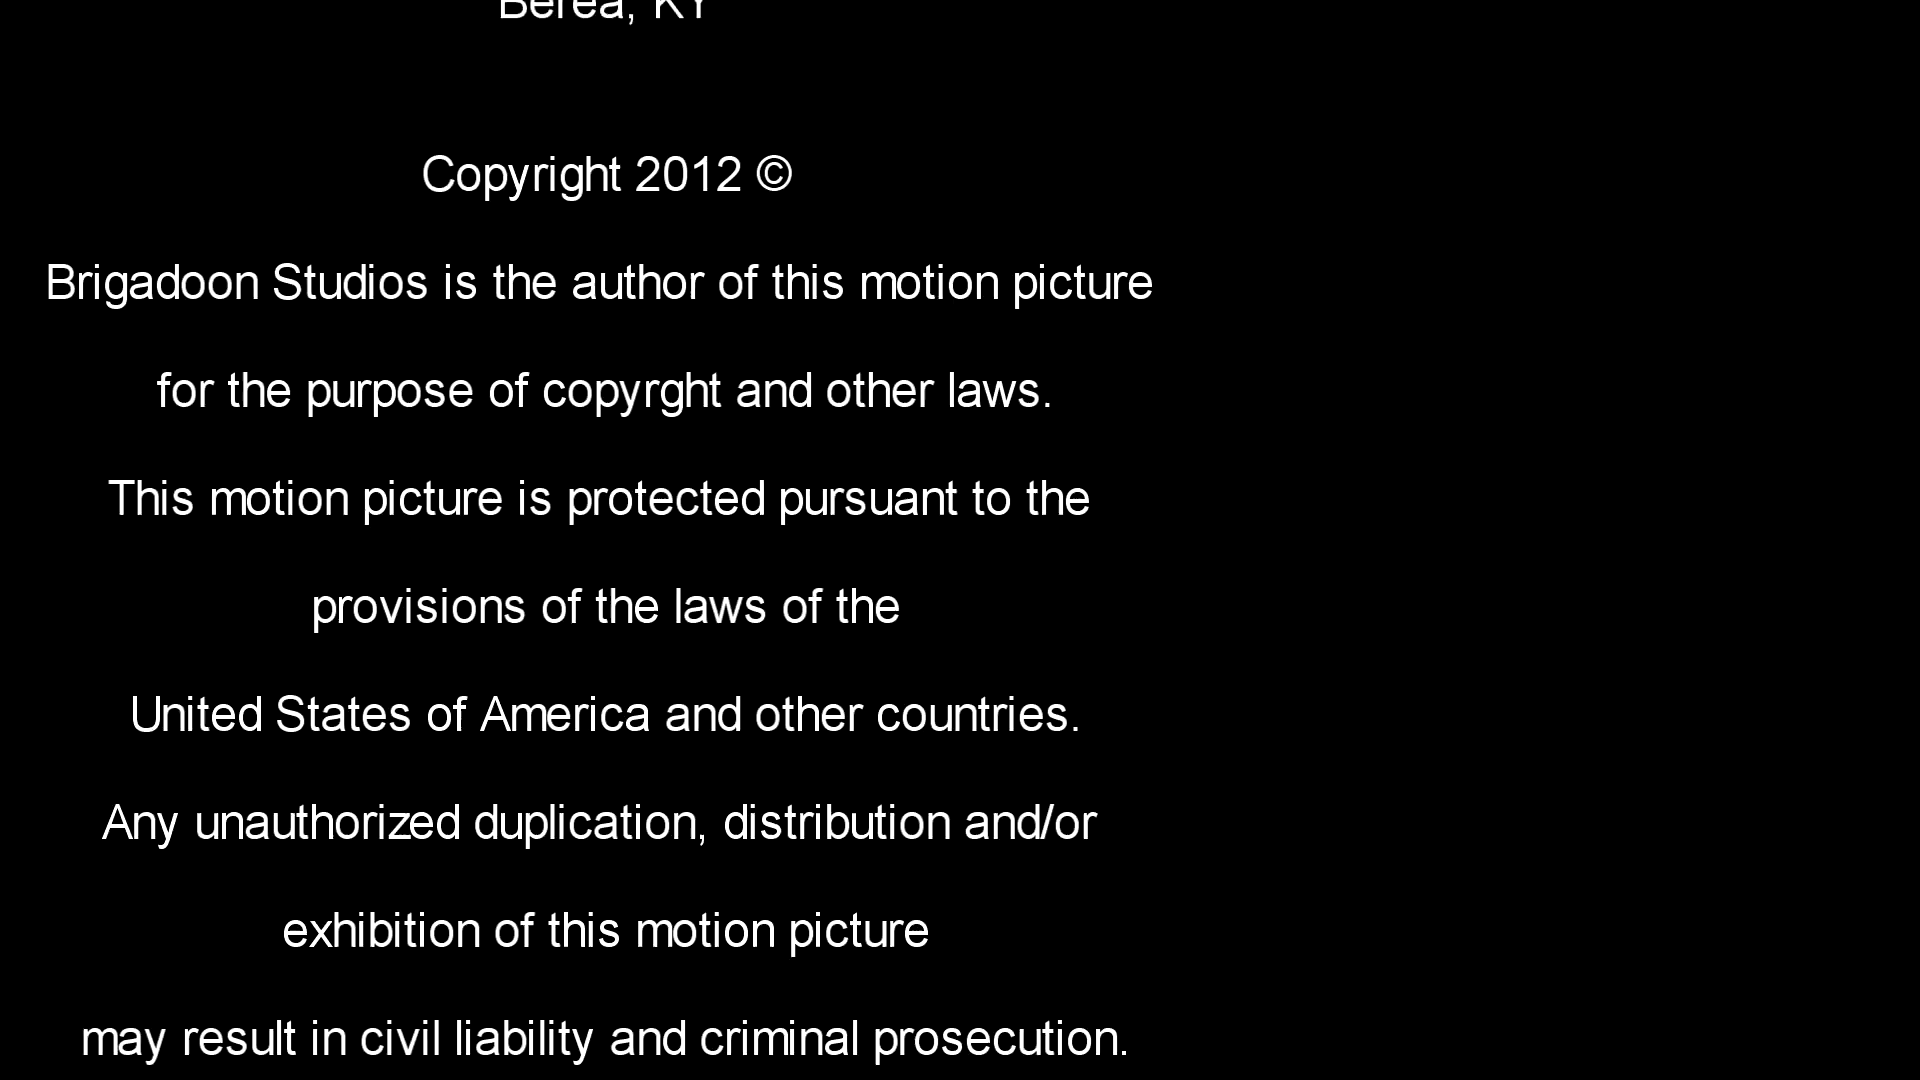 Berea, KY
Copyright 2012 ©
Brigadoon Studios is the author of this motion picture
for the purpose of copyrght and other laws.
This motion picture is protected pursuant to the
provisions of the laws of the
United States of America and other countries.
Any unauthorized duplication, distribution and/or
exhibition of this motion picture
may result in civil liability and criminal prosecution.